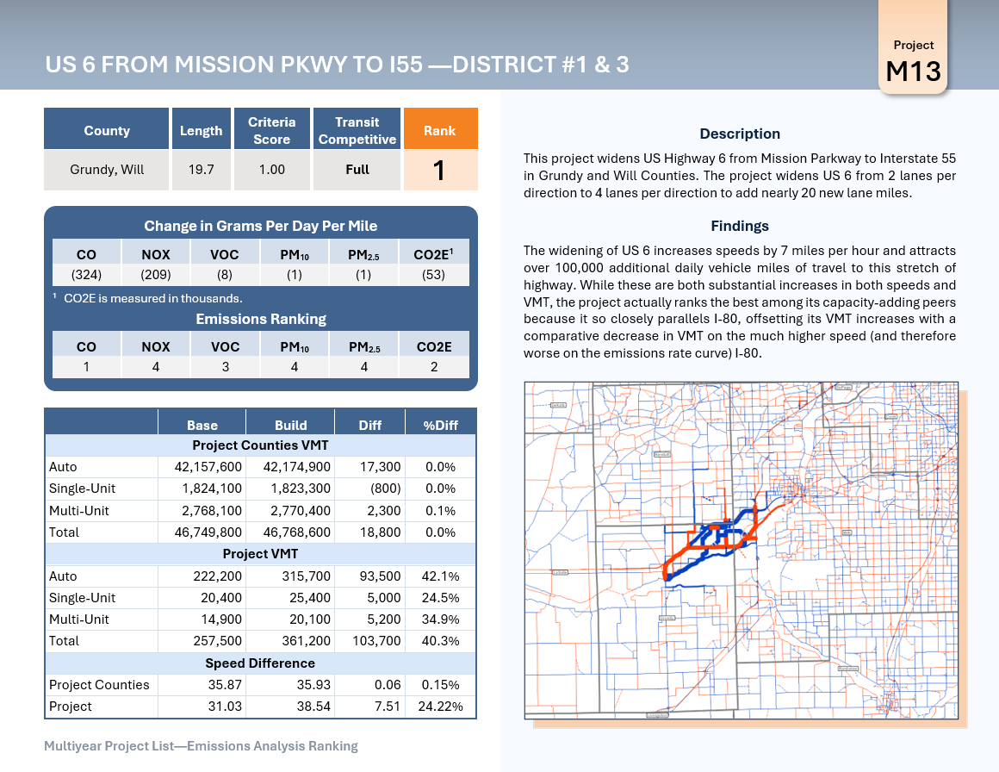 US 6 FROM MISSION PKWY TO I55 —DISTRICT #1 & 3
Project
M13
County Length Criteria Score Transit Competitive Rank
Grundy, Will 19.7 1.00 Full 1
Change in Grams Per Day Per Mile
CO NOX VOC PM10 PM2.5 CO2E¹
(324) (209) (8) (1) (1) (53)
¹ CO2E is measured in thousands.
Emissions Ranking
CO NOX VOC PM10 PM2.5 CO2E
1 4 3 4 4 2
Base Build Diff %Diff
Project Counties VMT
Auto 42,157,600 42,174,900 17,300 0.0%
Single-Unit 1,824,100 1,823,300 (800) 0.0%
Multi-Unit 2,768,100 2,770,400 2,300 0.1%
Total 46,749,800 46,768,600 18,800 0.0%
Project VMT
Auto 222,200 315,700 93,500 42.1%
Single-Unit 20,400 25,400 5,000 24.5%
Multi-Unit 14,900 20,100 5,200 34.9%
Total 257,500 361,200 103,700 40.3%
Speed Difference
Project Counties 35.87 35.93 0.06 0.15%
Project 31.03 38.54 7.51 24.22%
Multiyear Project List—Emissions Analysis Ranking
Description
This project widens US Highway 6 from Mission Parkway to Interstate 55
in Grundy and Will Counties. The project widens US 6 from 2 lanes per
direction to 4 lanes per direction to add nearly 20 new lane miles.
Findings
The widening of US 6 increases speeds by 7 miles per hour and attracts
over 100,000 additional daily vehicle miles of travel to this stretch of
highway. While these are both substantial increases in both speeds and
VMT, the project actually ranks the best among its capacity-adding peers
because it so closely parallels I-80, offsetting its VMT increases with a
comparative decrease in VMT on the much higher speed (and therefore
worse on the emissions rate curve) I-80.